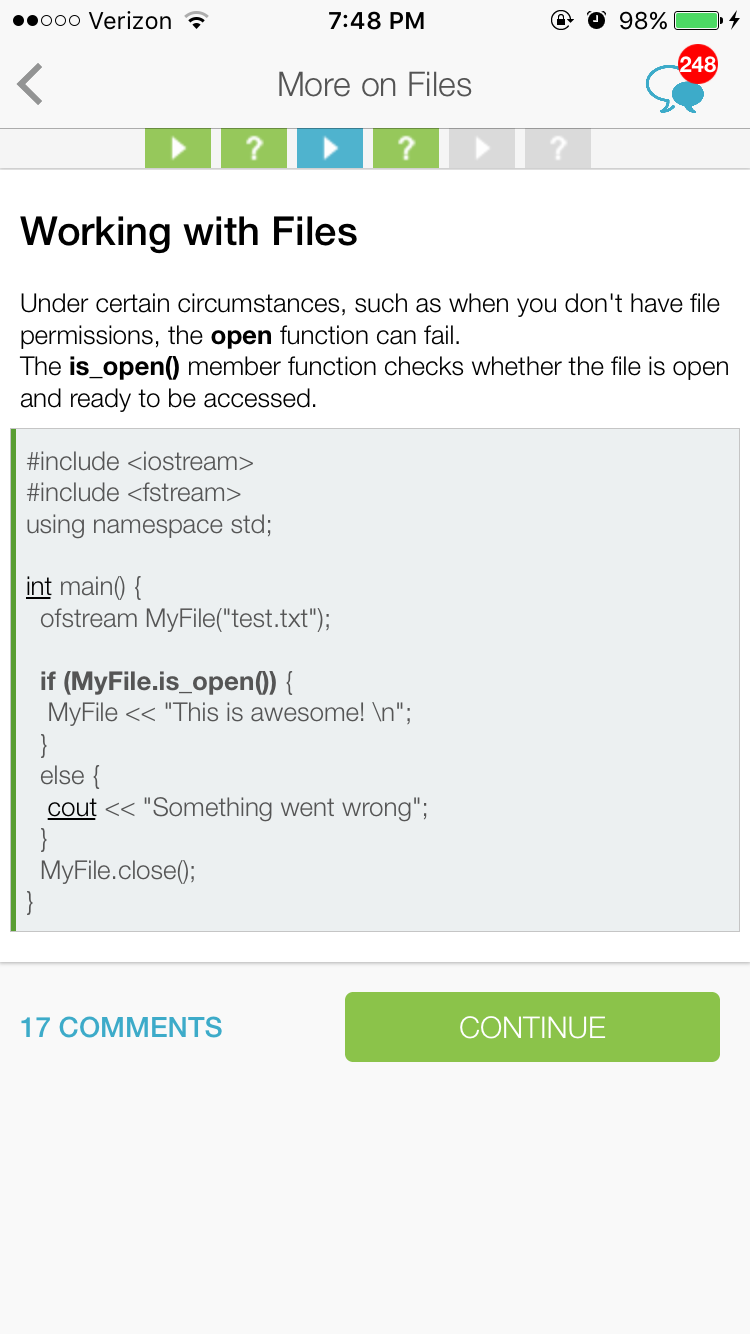 Verizon 7:48 PM 98%
More on Files 248
? ? ?
Working with Files
Under certain circumstances, such as when you don't have file
permissions, the open function can fail.
The is_open() member function checks whether the file is open
and ready to be accessed.
#include <iostream>
#include <fstream>
using namespace std;
int main() {
ofstream MyFile("test.txt");
if (MyFile.is_open()) {
MyFile << "This is awesome! \n";
}
else {
cout << "Something went wrong";
}
MyFile.close();
}
17 COMMENTS CONTINUE